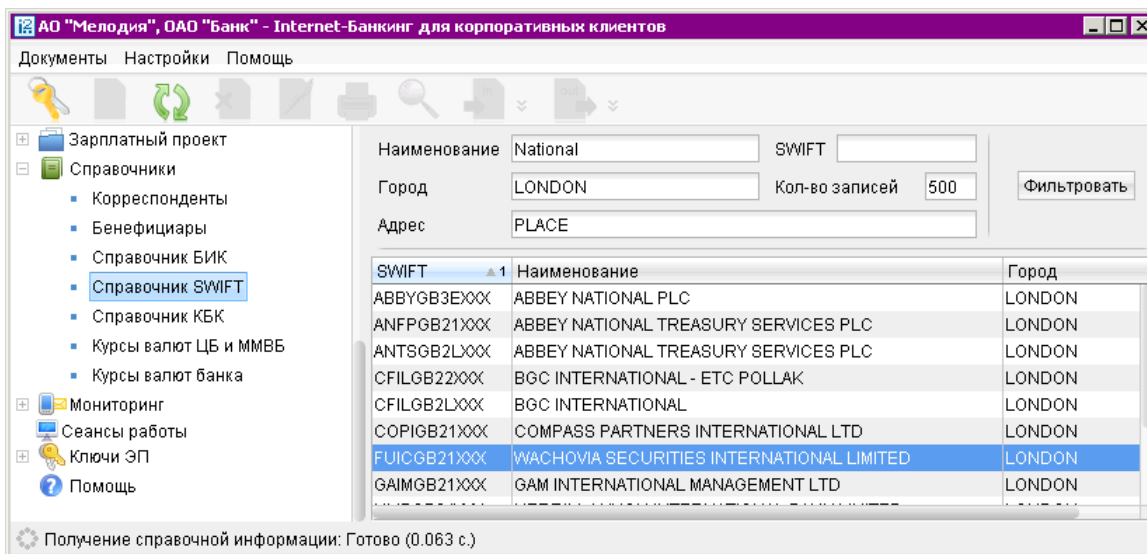 АО "Мелодия", ОАО "Банк" - Internet-Банкинг для корпоративных клиентов
Документы Настройки Помощь
in
out
Зарплатный проект
Справочники
Корреспонденты
Бенефициары
Справочник БИК
Справочник SWIFT
Справочник КБК
Курсы валют ЦБ и ММВБ
Курсы валют банка
Мониторинг
Сеансы работы
Ключи ЭП
Помощь
Наименование National SWIFT
Город LONDON Кол-во записей 500 Фильтровать
Адрес PLACE
SWIFT 1 Наименование Город
ABBYGB3EXXX ABBEY NATIONAL PLC LONDON
ANFPGB21XXX ABBEY NATIONAL TREASURY SERVICES PLC LONDON
ANTSGB2LXXX ABBEY NATIONAL TREASURY SERVICES PLC LONDON
CFILGB22XXX BGC INTERNATIONAL - ETC POLLAK LONDON
CFILGB2LXXX BGC INTERNATIONAL LONDON
COPIGB21XXX COMPASS PARTNERS INTERNATIONAL LTD LONDON
FUICGB21XXX WACHOVIA SECURITIES INTERNATIONAL LIMITED LONDON
GAIMGB21XXX GAM INTERNATIONAL MANAGEMENT LTD LONDON
Получение справочной информации: Готово (0.063 с.)